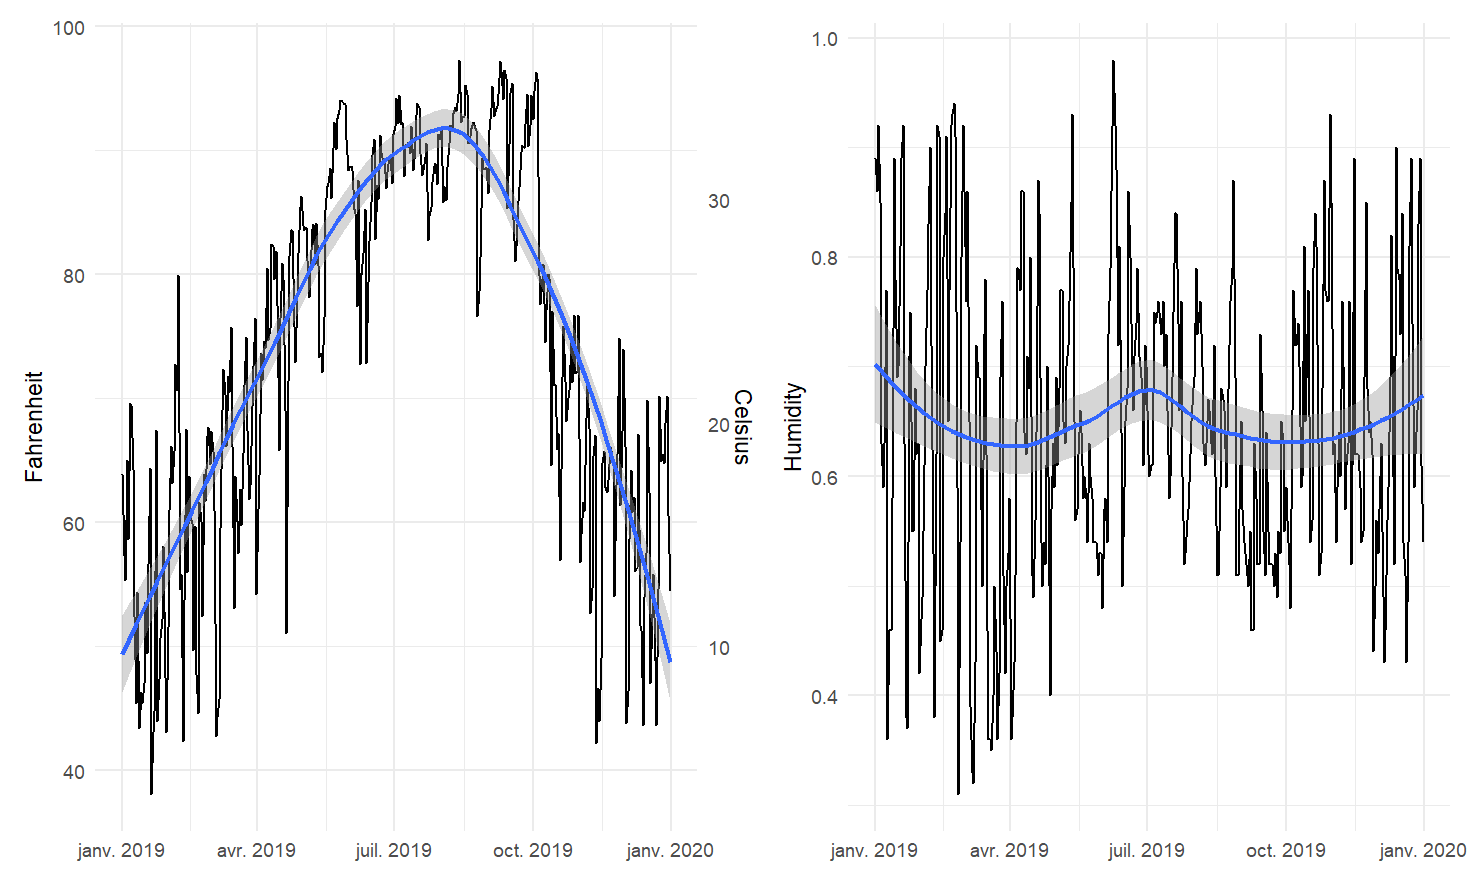 100
80
60
40
Fahrenheit
30
20
10
Celsius
janv. 2019
avr. 2019
juil. 2019
oct. 2019
janv. 2020
1.0
0.8
0.6
0.4
Humidity
janv. 2019
avr. 2019
juil. 2019
oct. 2019
janv. 2020